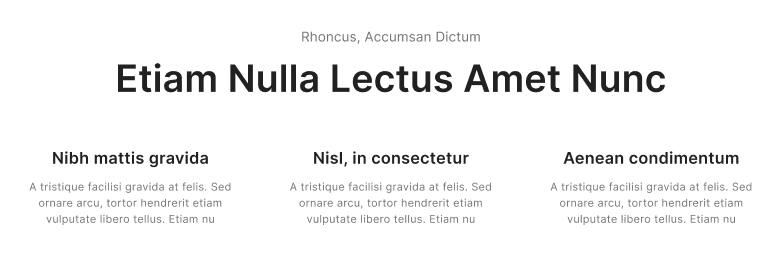 Rhoncus, Accumsan Dictum
Etiam Nulla Lectus Amet Nunc
Nibh mattis gravida
A tristique facilisi gravida at felis. Sed
ornare arcu, tortor hendrerit etiam
vulputate libero tellus. Etiam nu
Nisl, in consectetur
A tristique facilisi gravida at felis. Sed
ornare arcu, tortor hendrerit etiam
vulputate libero tellus. Etiam nu
Aenean condimentum
A tristique facilisi gravida at felis. Sed
ornare arcu, tortor hendrerit etiam
vulputate libero tellus. Etiam nu